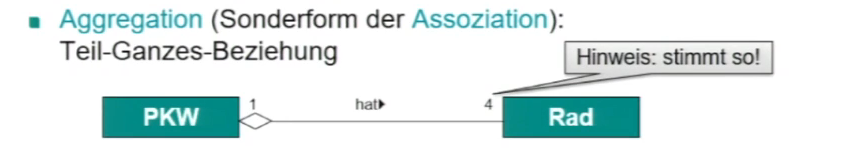 Aggregation (Sonderform der Assoziation):
Teil-Ganzes-Beziehung
Hinweis: stimmt so!
PKW 1 hat 4 Rad